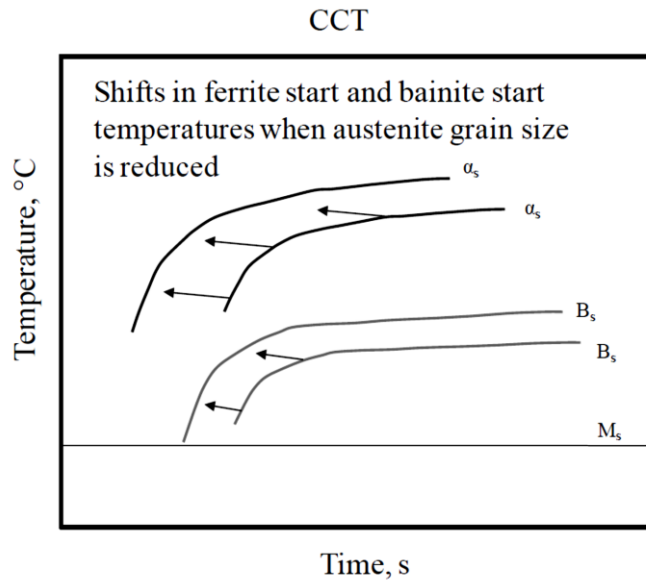 CCT
Shifts in ferrite start and bainite start
temperatures when austenite grain size
is reduced
αs
αs
Bs
Bs
Ms
Temperature, °C
Time, s